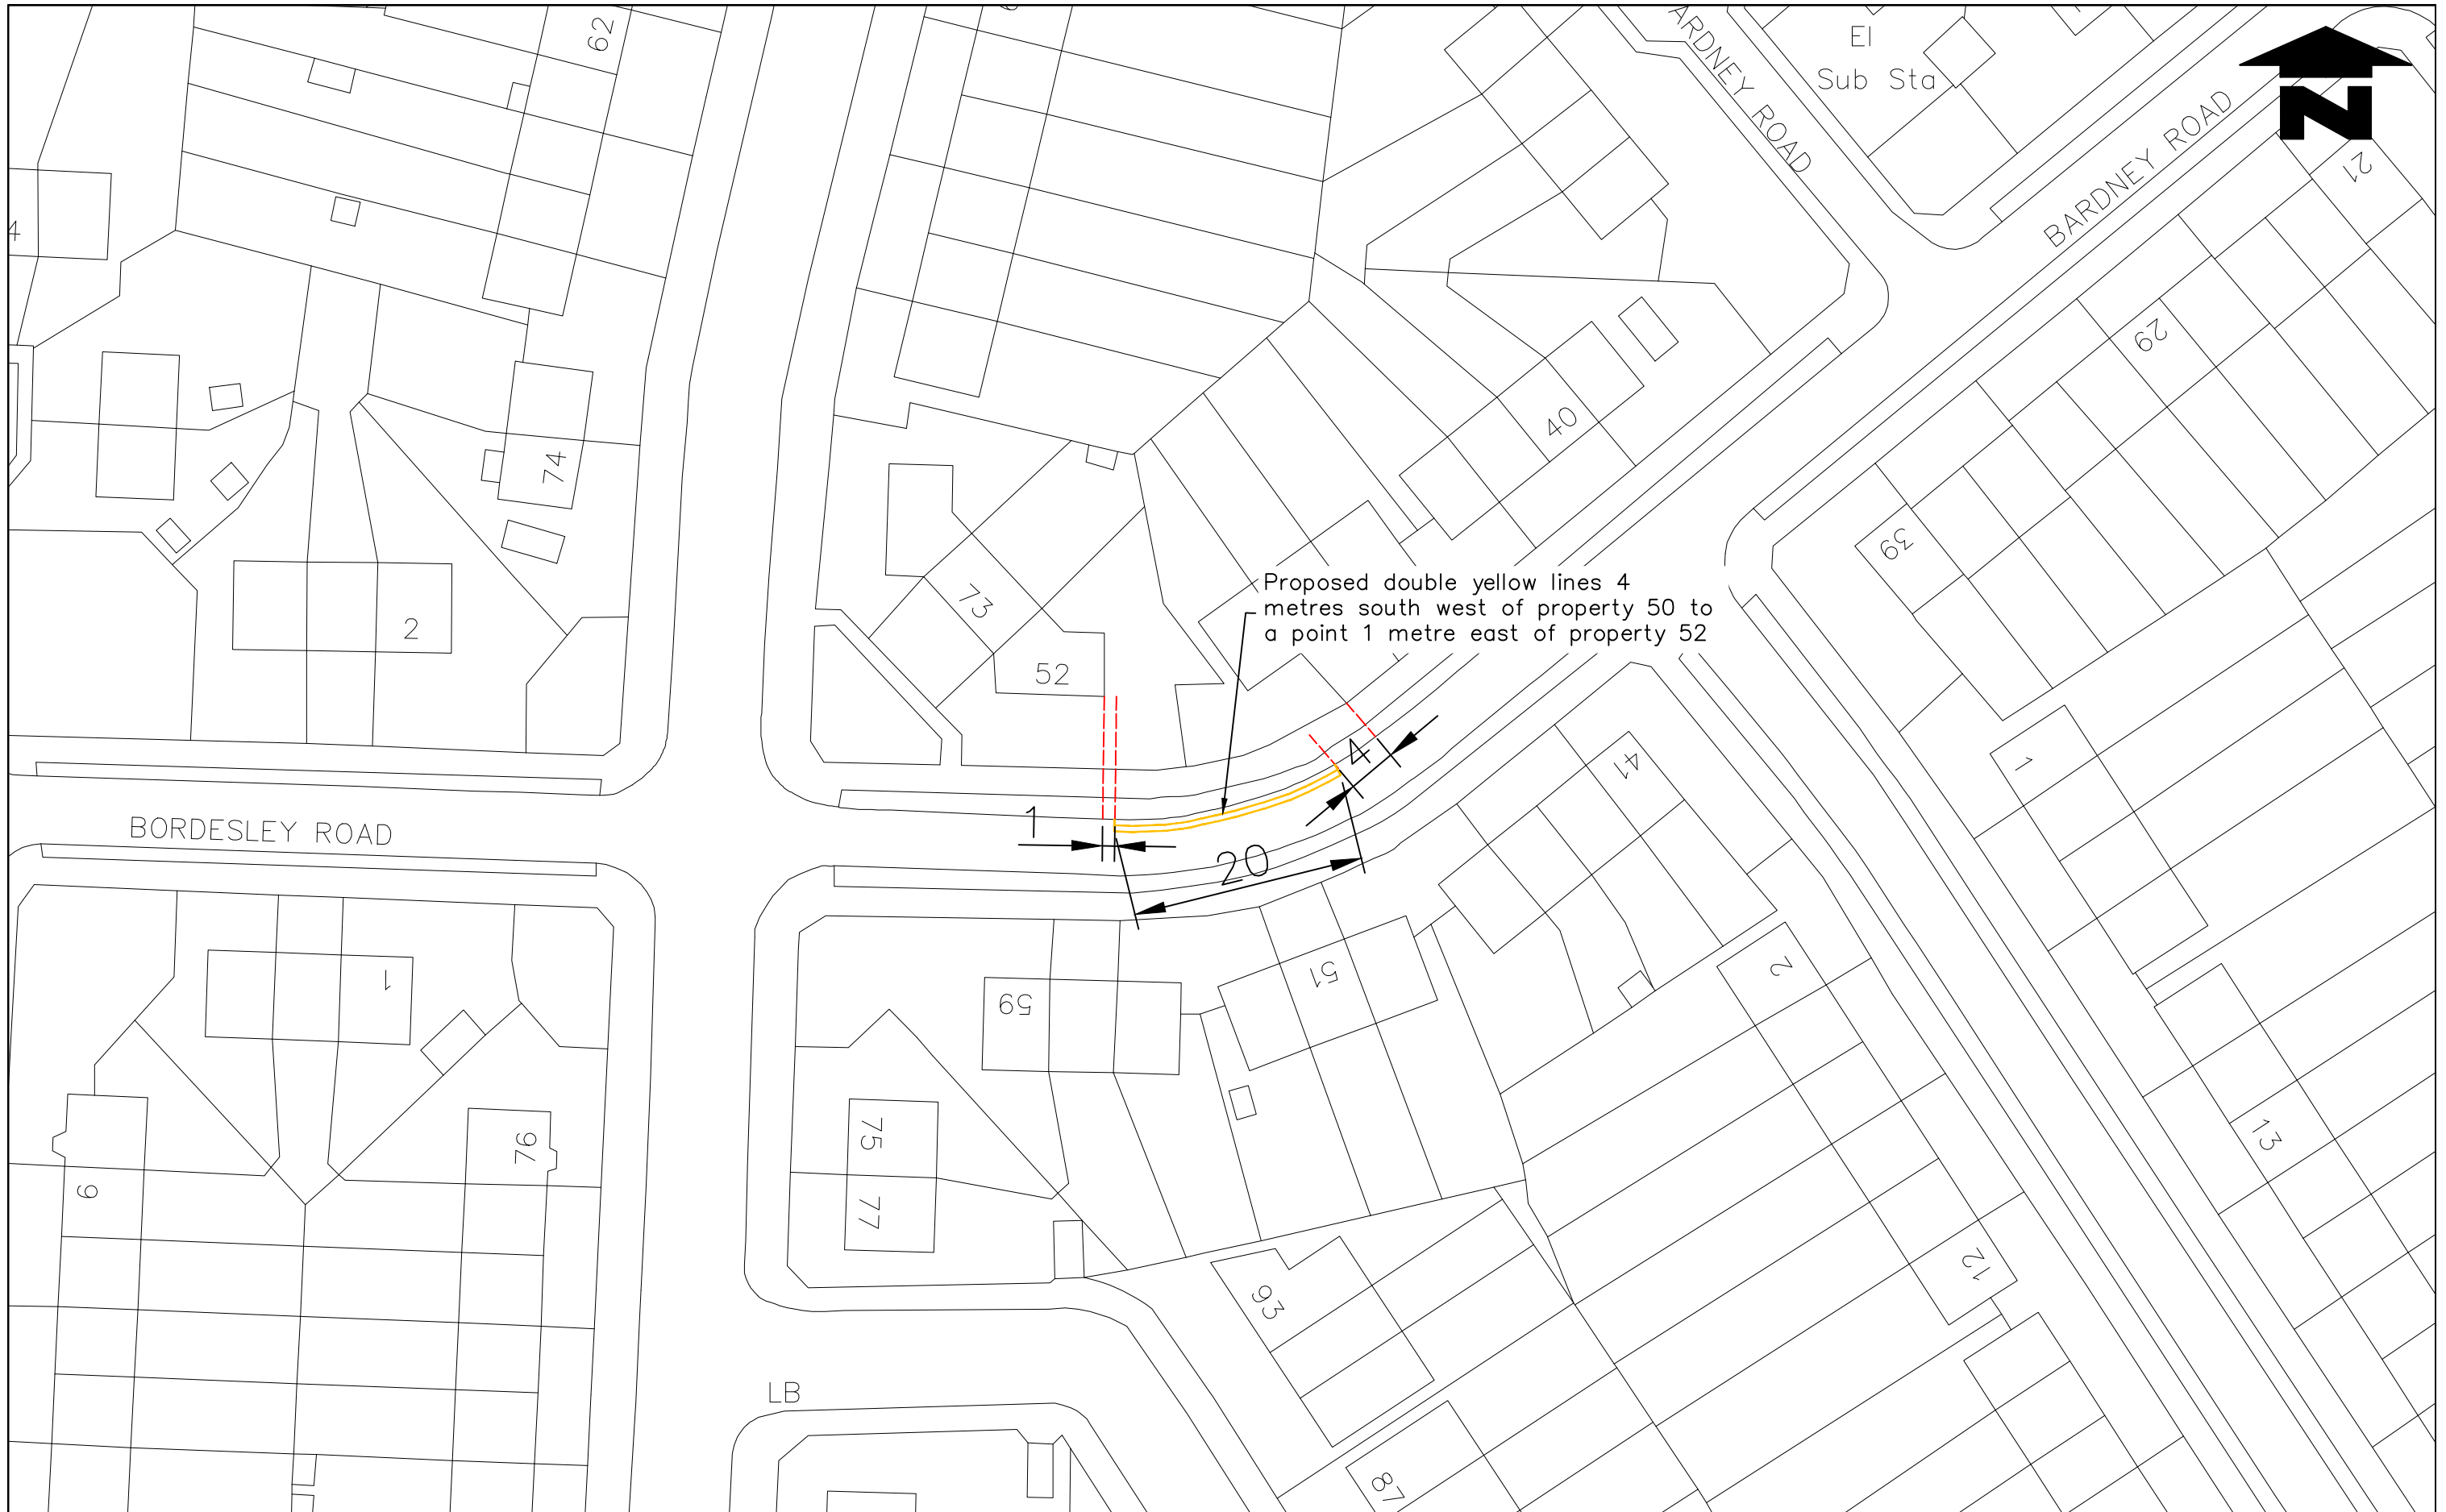 62
ARDNEY ROAD
El
Sub Sta
BARDNEY ROAD
N
21
4
29
40
74
39
73
2
52
Proposed double yellow lines 4
metres south west of property 50 to
a point 1 metre east of property 52
4
41
1
1
BORDESLEY ROAD
20
1
59
51
2
75
96
13
9
77
12
93
LB
87